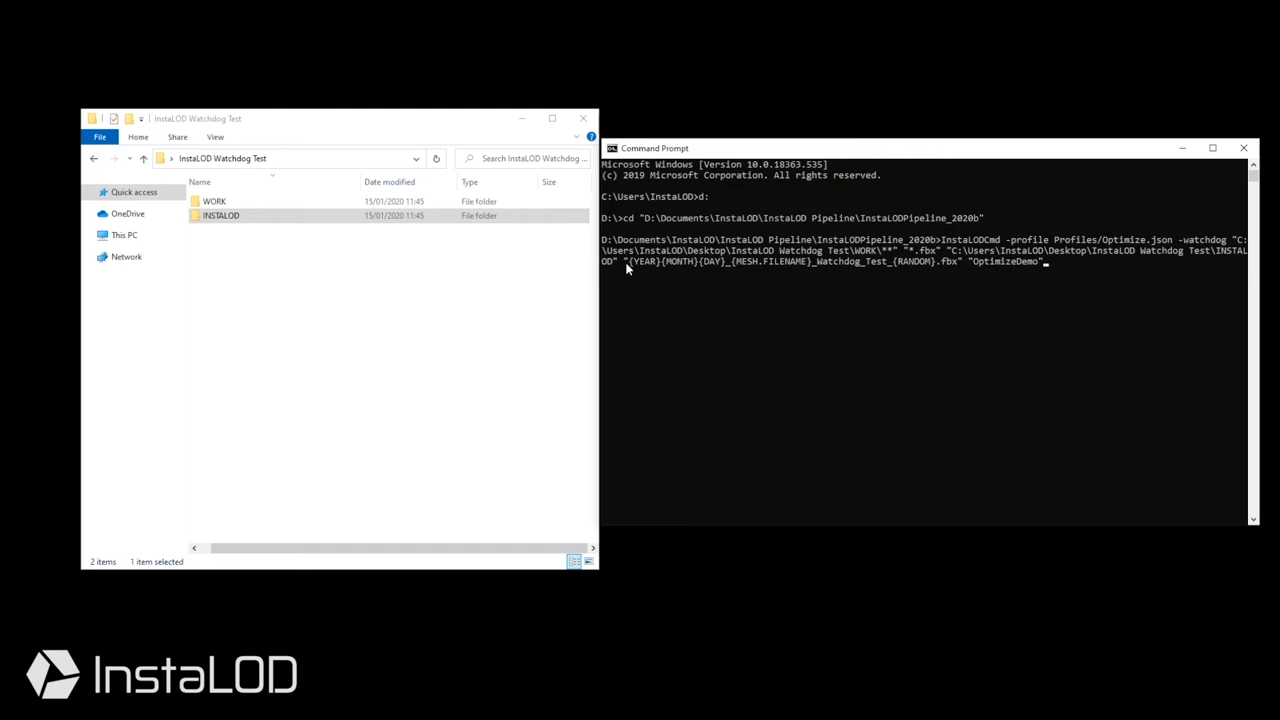 InstaLOD Watchdog Test
File
Home
Share
View
InstaLOD Watchdog Test
Search InstaLOD Watchdog ...
Name
Date modified
Type
Size
Quick access
OneDrive
This PC
Network
WORK
15/01/2020 11:45
File folder
INSTALOD
15/01/2020 11:45
File folder
2 items
1 item selected
Command Prompt
Microsoft Windows [Version 10.0.18363.535]
(c) 2019 Microsoft Corporation. All rights reserved.
C:\Users\InstaLOD>d:
D:\>cd "D:\Documents\InstaLOD\InstaLOD Pipeline\InstaLODPipeline_2020b"
D:\Documents\InstaLOD\InstaLOD Pipeline\InstaLODPipeline_2020b>InstaLODCmd -profile Profiles/Optimize.json -watchdog "C:
\Users\InstaLOD\Desktop\InstaLOD Watchdog Test\WORK\**" "*.fbx" "C:\Users\InstaLOD\Desktop\InstaLOD Watchdog Test\INSTAL
OD" "{YEAR}{MONTH}{DAY}_{MESH.FILENAME}_Watchdog_Test_{RANDOM}.fbx" "OptimizeDemo"
InstaLOD